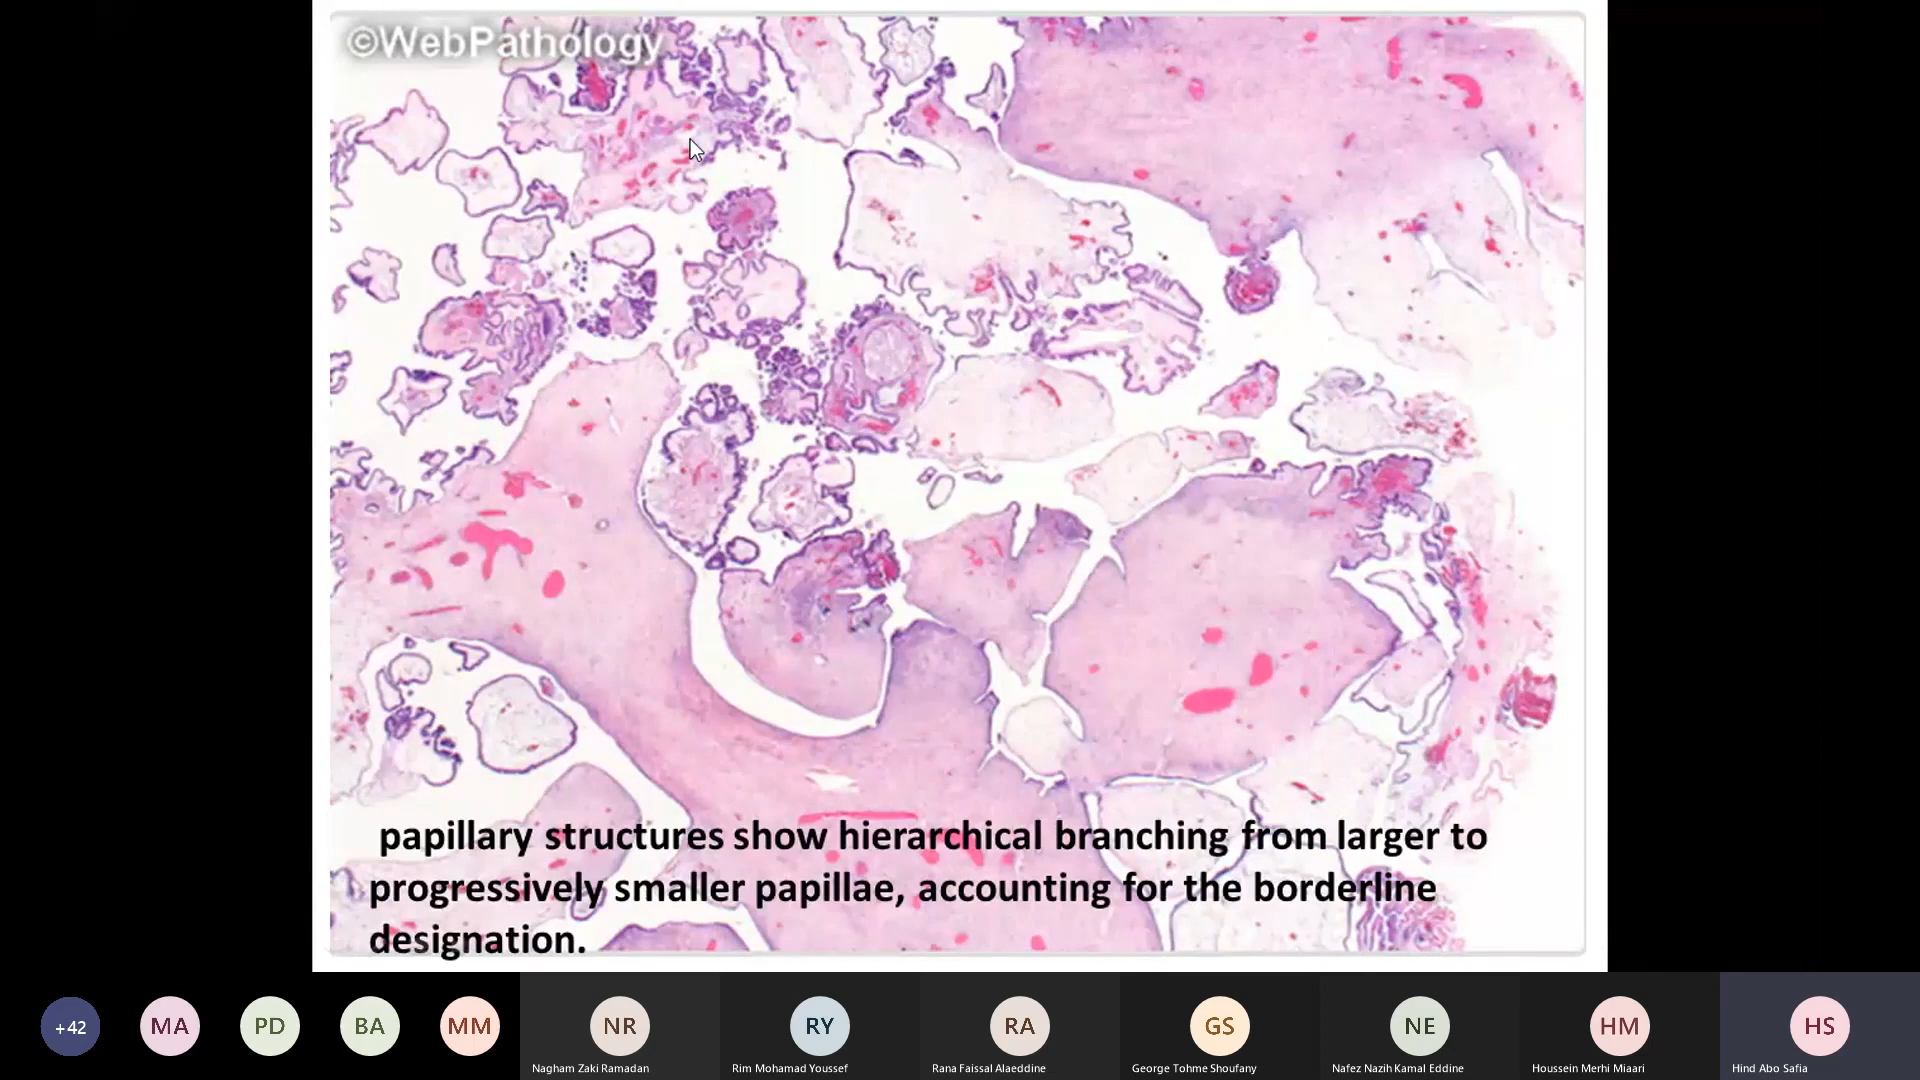 ©WebPathology
papillary structures show hierarchical branching from larger to
progressively smaller papillae, accounting for the borderline
designation.
+42
MA
PD
BA
MM
NR
RY
RA
GS
NE
HM
HS
Nagham Zaki Ramadan
Rim Mohamad Youssef
Rana Faissal Alaeddine
George Tohme Shoufany
Nafez Nazih Kamal Eddine
Houssein Merhi Miaari
Hind Abo Safia